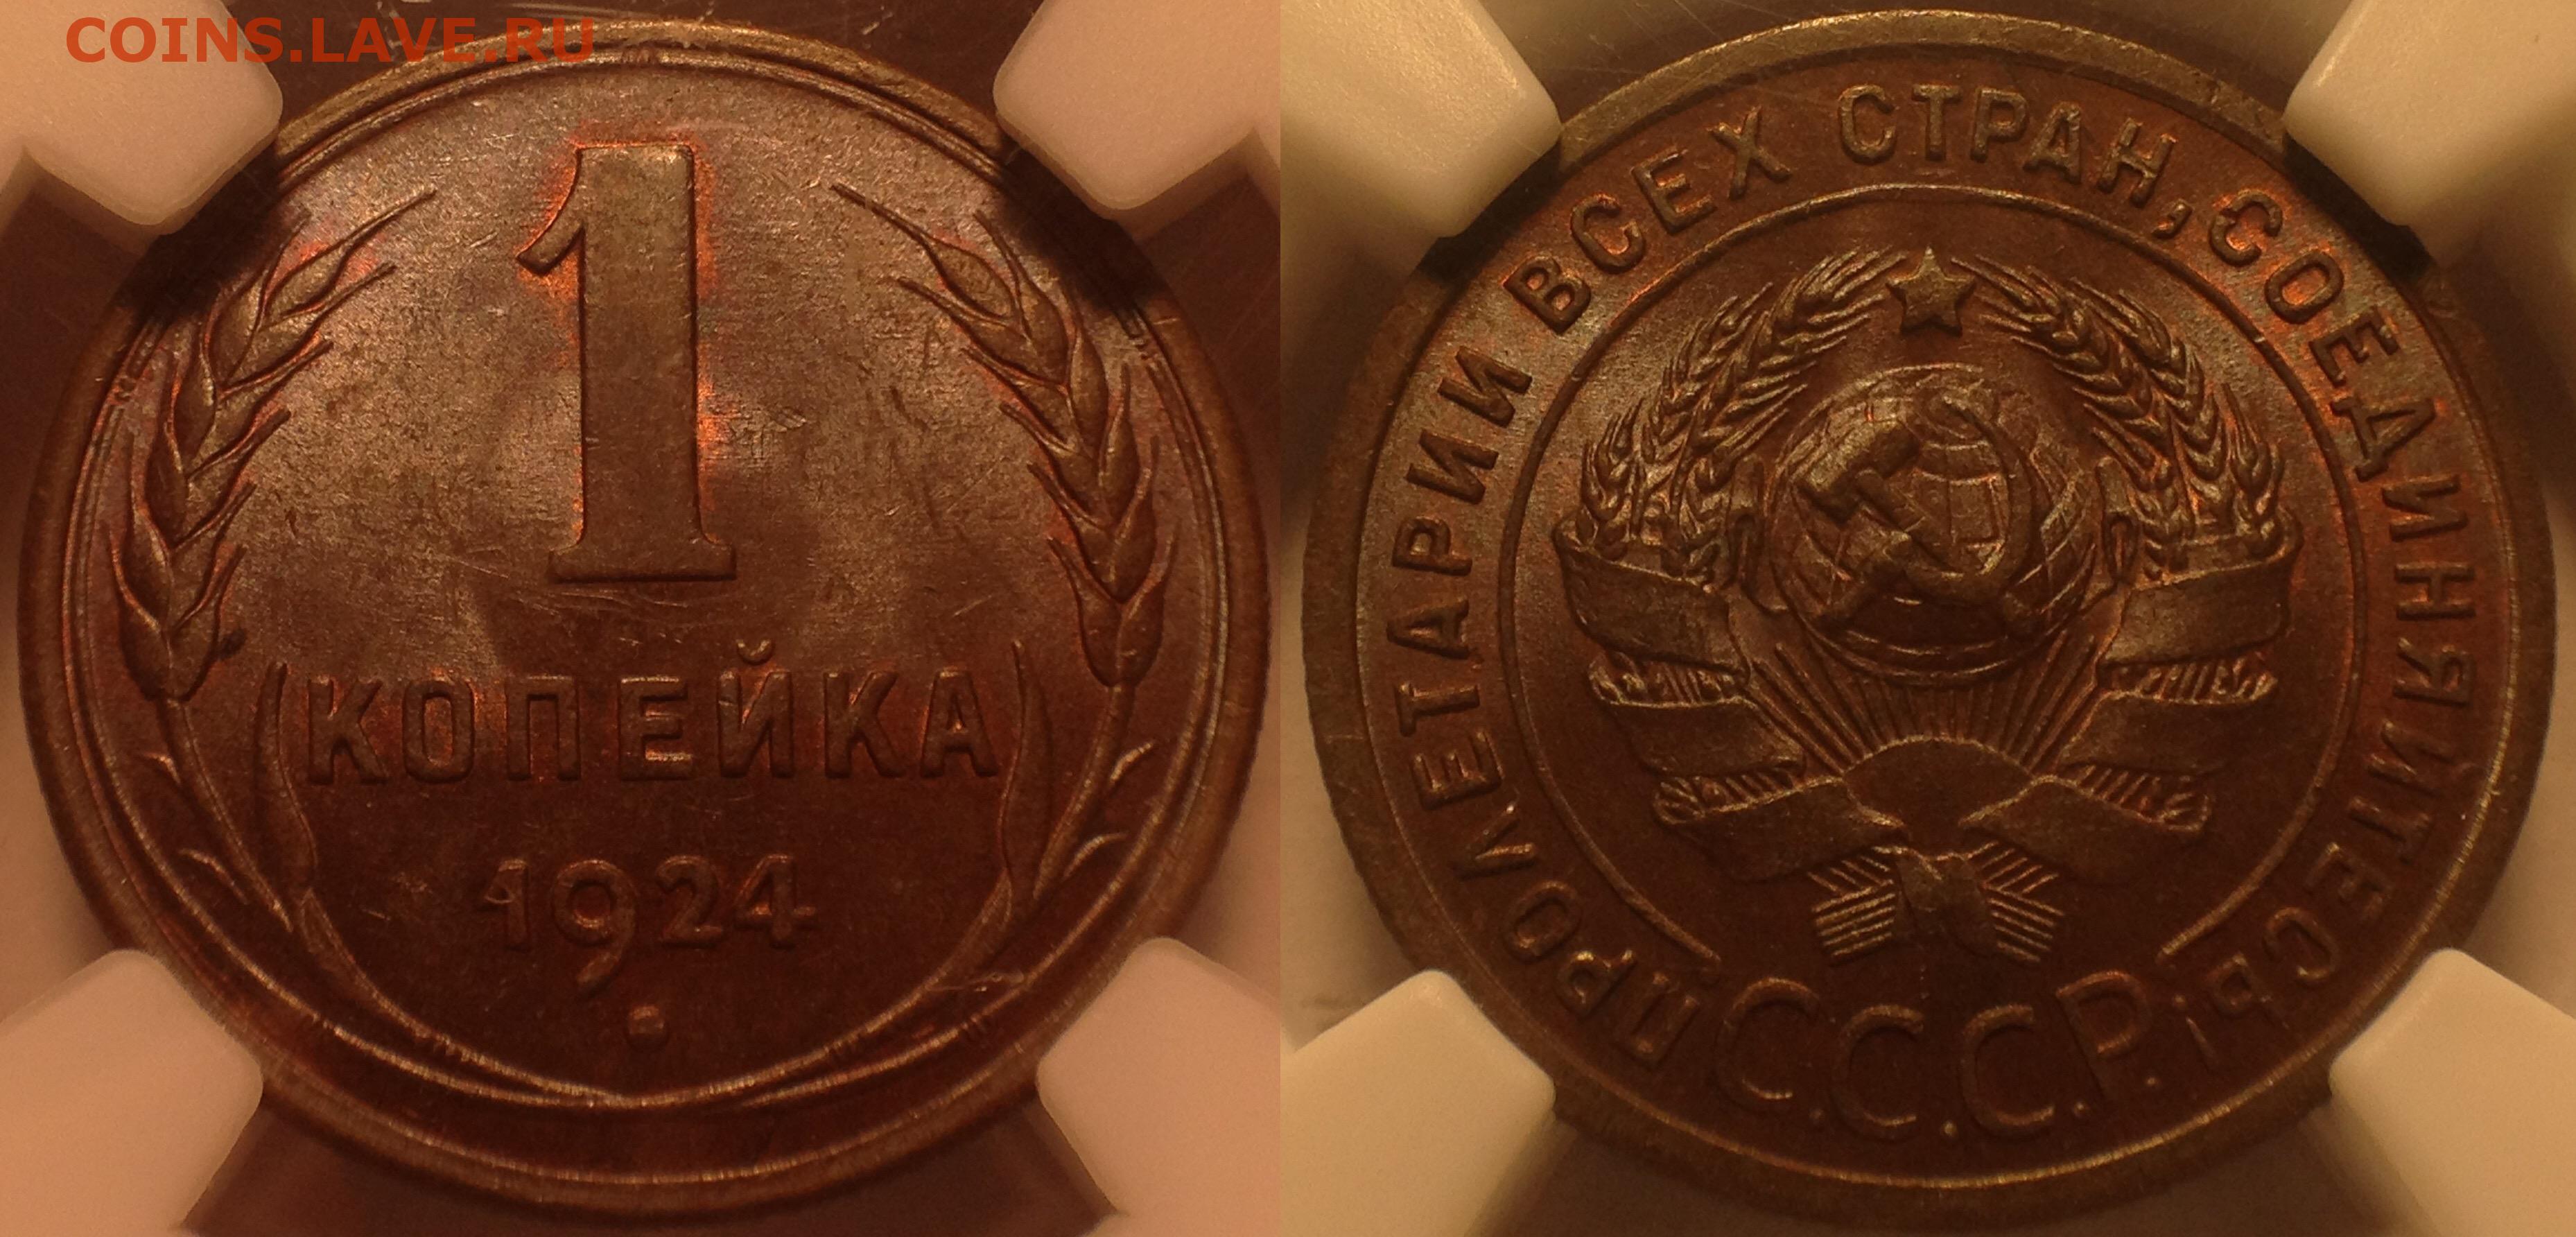 COINS.LAVE.RU
1
КОПЕЙКА
1924
ПРОЛЕТАРИИ ВСЕХ СТРАН, СОЕДИНЯЙТЕСЬ!
С.С.С.Р.